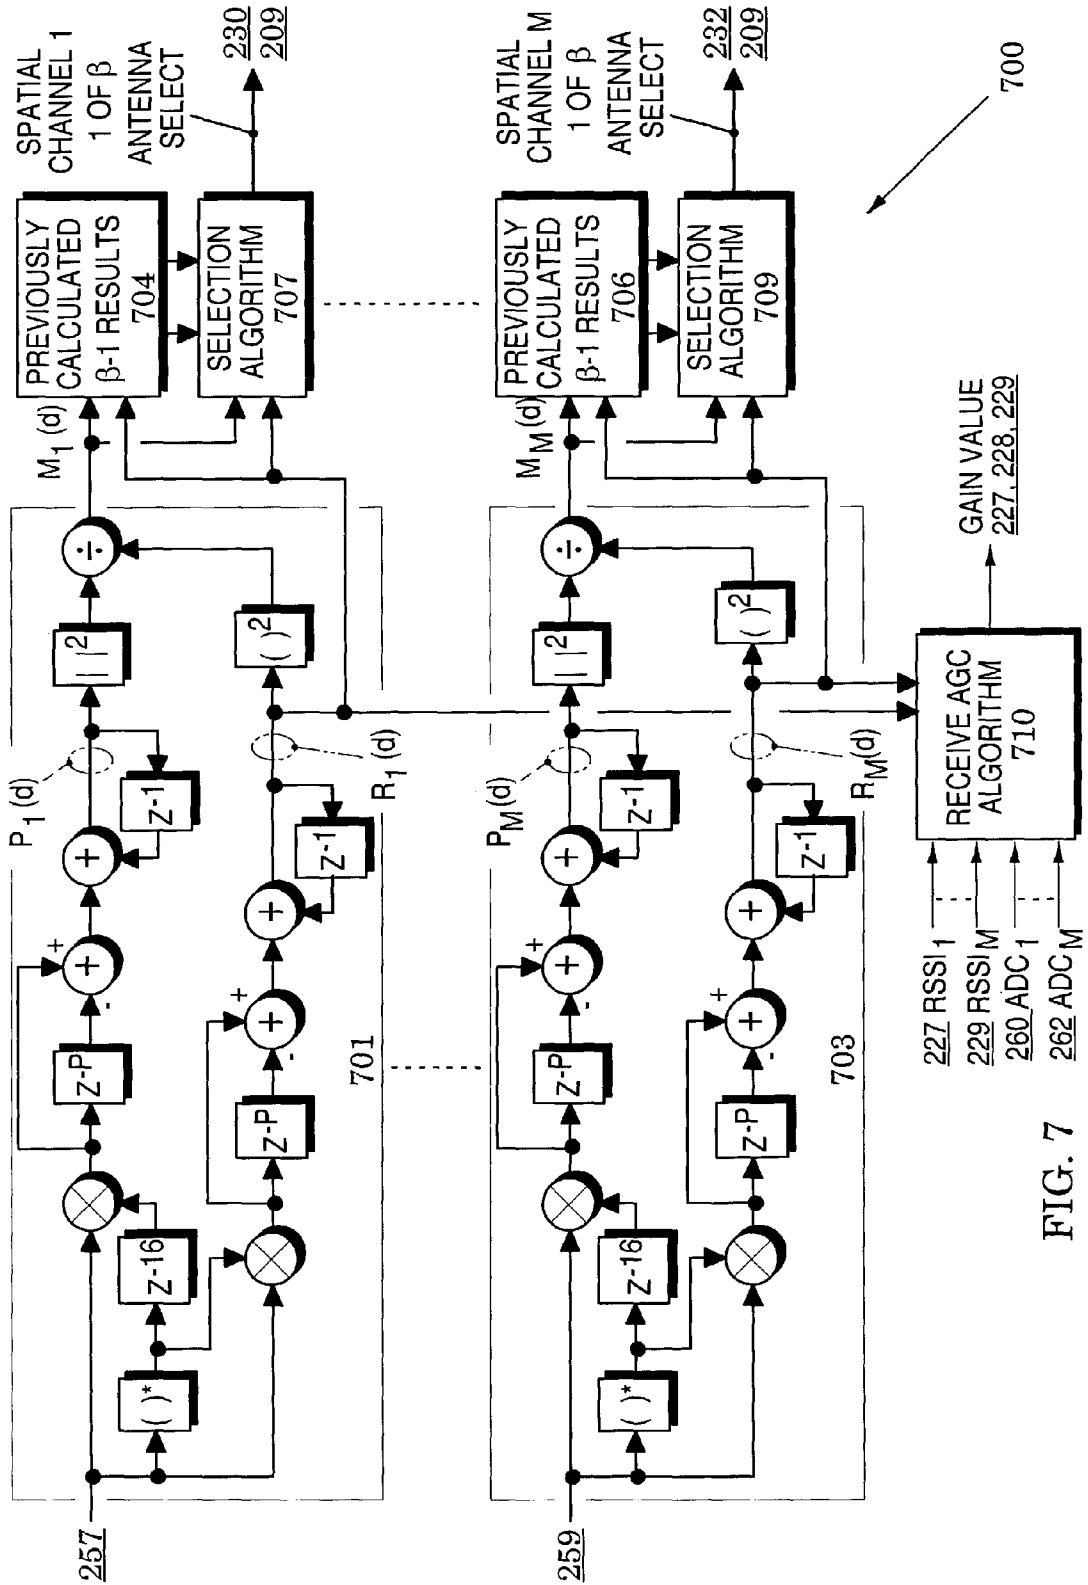 257
( )*
Z-16
Z-P
+
-
+
+
Z-1
P1(d)
| |2
÷
M1(d)
PREVIOUSLY
CALCULATED
β-1 RESULTS
704
SPATIAL
CHANNEL 1
1 OF β
ANTENNA
SELECT
230
209
Z-P
+
-
+
+
Z-1
R1(d)
( )2
SELECTION
ALGORITHM
707
701
259
( )*
Z-16
Z-P
+
-
+
+
Z-1
PM(d)
| |2
÷
MM(d)
PREVIOUSLY
CALCULATED
β-1 RESULTS
706
SPATIAL
CHANNEL M
1 OF β
ANTENNA
SELECT
232
209
Z-P
+
-
+
+
Z-1
RM(d)
( )2
SELECTION
ALGORITHM
709
703
227 RSSI1
229 RSSIM
260 ADC1
262 ADCM
RECEIVE AGC
ALGORITHM
710
GAIN VALUE
227, 228, 229
700
FIG. 7